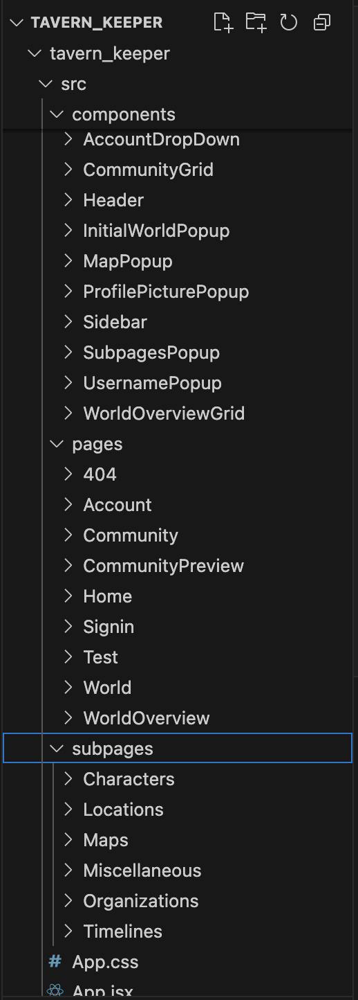 TAVERN_KEEPER
tavern_keeper
src
components
AccountDropDown
CommunityGrid
Header
InitialWorldPopup
MapPopup
ProfilePicturePopup
Sidebar
SubpagesPopup
UsernamePopup
WorldOverviewGrid
pages
404
Account
Community
CommunityPreview
Home
Signin
Test
World
WorldOverview
subpages
Characters
Locations
Maps
Miscellaneous
Organizations
Timelines
# App.css
App.jsx